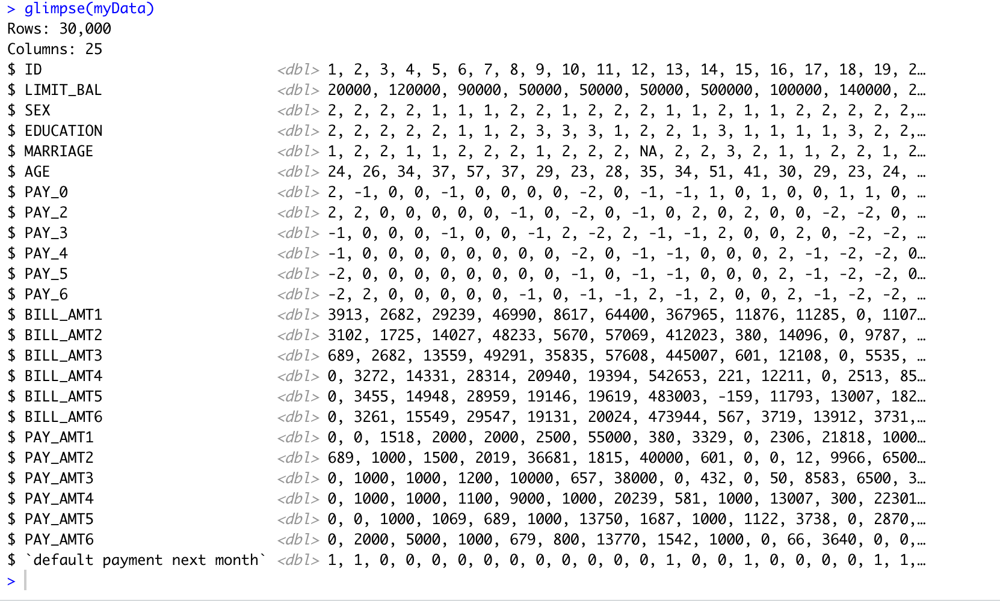 > glimpse(myData)
Rows: 30,000
Columns: 25
$ ID                           <dbl> 1, 2, 3, 4, 5, 6, 7, 8, 9, 10, 11, 12, 13, 14, 15, 16, 17, 18, 19, 2…
$ LIMIT_BAL                    <dbl> 20000, 120000, 90000, 50000, 50000, 50000, 500000, 100000, 140000, 2…
$ SEX                          <dbl> 2, 2, 2, 2, 1, 1, 1, 2, 2, 1, 2, 2, 2, 1, 1, 2, 1, 1, 2, 2, 2, 2, 2,…
$ EDUCATION                    <dbl> 2, 2, 2, 2, 2, 1, 1, 2, 3, 3, 3, 1, 2, 2, 1, 3, 1, 1, 1, 1, 3, 2, 2,…
$ MARRIAGE                     <dbl> 1, 2, 2, 1, 1, 2, 2, 2, 1, 2, 2, 2, NA, 2, 2, 3, 2, 1, 1, 2, 2, 1, 2…
$ AGE                          <dbl> 24, 26, 34, 37, 57, 37, 29, 23, 28, 35, 34, 51, 41, 30, 29, 23, 24, …
$ PAY_0                        <dbl> 2, -1, 0, 0, -1, 0, 0, 0, 0, -2, 0, -1, -1, 1, 0, 1, 0, 0, 1, 1, 0, …
$ PAY_2                        <dbl> 2, 2, 0, 0, 0, 0, 0, -1, 0, -2, 0, -1, 0, 2, 0, 2, 0, 0, -2, -2, 0, …
$ PAY_3                        <dbl> -1, 0, 0, 0, -1, 0, 0, -1, 2, -2, 2, -1, -1, 2, 0, 0, 2, 0, -2, -2, …
$ PAY_4                        <dbl> -1, 0, 0, 0, 0, 0, 0, 0, 0, -2, 0, -1, -1, 0, 0, 0, 2, -1, -2, -2, 0…
$ PAY_5                        <dbl> -2, 0, 0, 0, 0, 0, 0, 0, 0, -1, 0, -1, -1, 0, 0, 0, 2, -1, -2, -2, 0…
$ PAY_6                        <dbl> -2, 2, 0, 0, 0, 0, 0, -1, 0, -1, -1, 2, -1, 2, 0, 0, 2, -1, -2, -2, …
$ BILL_AMT1                    <dbl> 3913, 2682, 29239, 46990, 8617, 64400, 367965, 11876, 11285, 0, 1107…
$ BILL_AMT2                    <dbl> 3102, 1725, 14027, 48233, 5670, 57069, 412023, 380, 14096, 0, 9787, …
$ BILL_AMT3                    <dbl> 689, 2682, 13559, 49291, 35835, 57608, 445007, 601, 12108, 0, 5535, …
$ BILL_AMT4                    <dbl> 0, 3272, 14331, 28314, 20940, 19394, 542653, 221, 12211, 0, 2513, 85…
$ BILL_AMT5                    <dbl> 0, 3455, 14948, 28959, 19146, 19619, 483003, -159, 11793, 13007, 182…
$ BILL_AMT6                    <dbl> 0, 3261, 15549, 29547, 19131, 20024, 473944, 567, 3719, 13912, 3731,…
$ PAY_AMT1                     <dbl> 0, 0, 1518, 2000, 2000, 2500, 55000, 380, 3329, 0, 2306, 21818, 1000…
$ PAY_AMT2                     <dbl> 689, 1000, 1500, 2019, 36681, 1815, 40000, 601, 0, 0, 12, 9966, 6500…
$ PAY_AMT3                     <dbl> 0, 1000, 1000, 1200, 10000, 657, 38000, 0, 432, 0, 50, 8583, 6500, 3…
$ PAY_AMT4                     <dbl> 0, 1000, 1000, 1100, 9000, 1000, 20239, 581, 1000, 13007, 300, 22301…
$ PAY_AMT5                     <dbl> 0, 0, 1000, 1069, 689, 1000, 13750, 1687, 1000, 1122, 3738, 0, 2870,…
$ PAY_AMT6                     <dbl> 0, 2000, 5000, 1000, 679, 800, 13770, 1542, 1000, 0, 66, 3640, 0, 0,…
$ `default payment next month` <dbl> 1, 1, 0, 0, 0, 0, 0, 0, 0, 0, 0, 0, 0, 1, 0, 0, 1, 0, 0, 0, 0, 1, 1,…
>